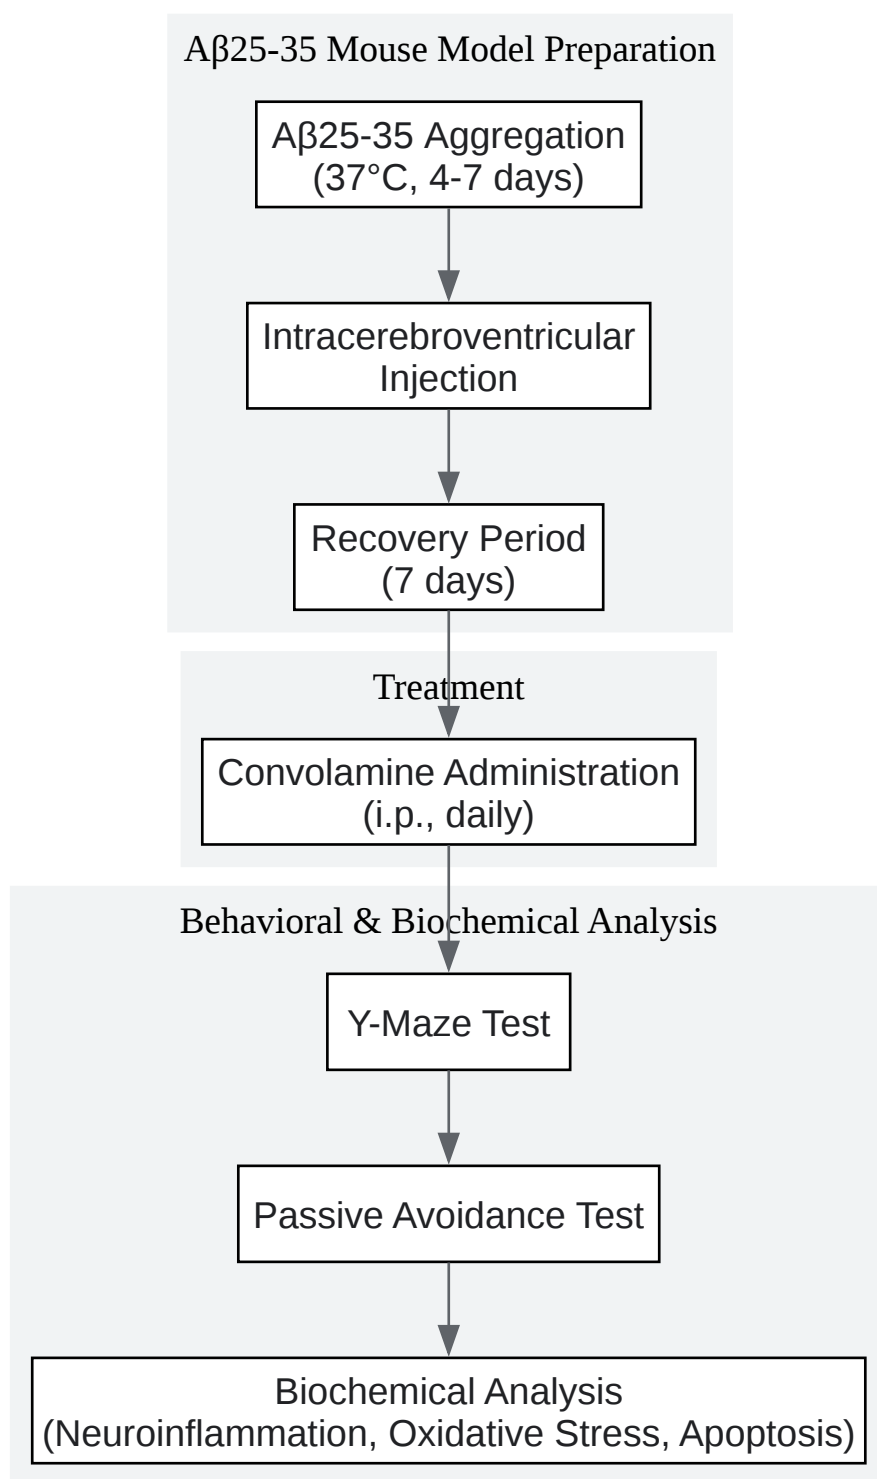 Aβ25-35 Mouse Model Preparation
Aβ25-35 Aggregation
(37°C, 4-7 days)
Intracerebroventricular
Injection
Recovery Period
(7 days)
Treatment
Convolamine Administration
(i.p., daily)
Behavioral & Biochemical Analysis
Y-Maze Test
Passive Avoidance Test
Biochemical Analysis
(Neuroinflammation, Oxidative Stress, Apoptosis)